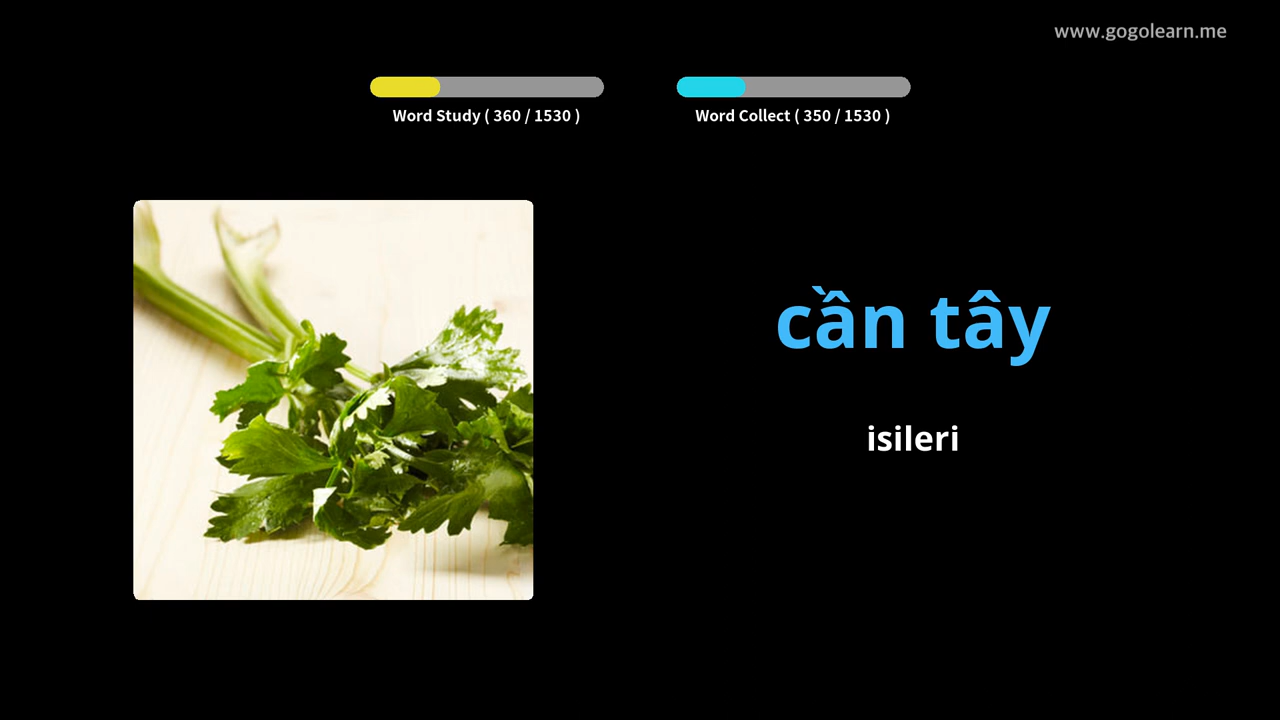 www.gogolearn.me
Word Study ( 360 / 1530 )
Word Collect ( 350 / 1530 )
cần tây
isileri